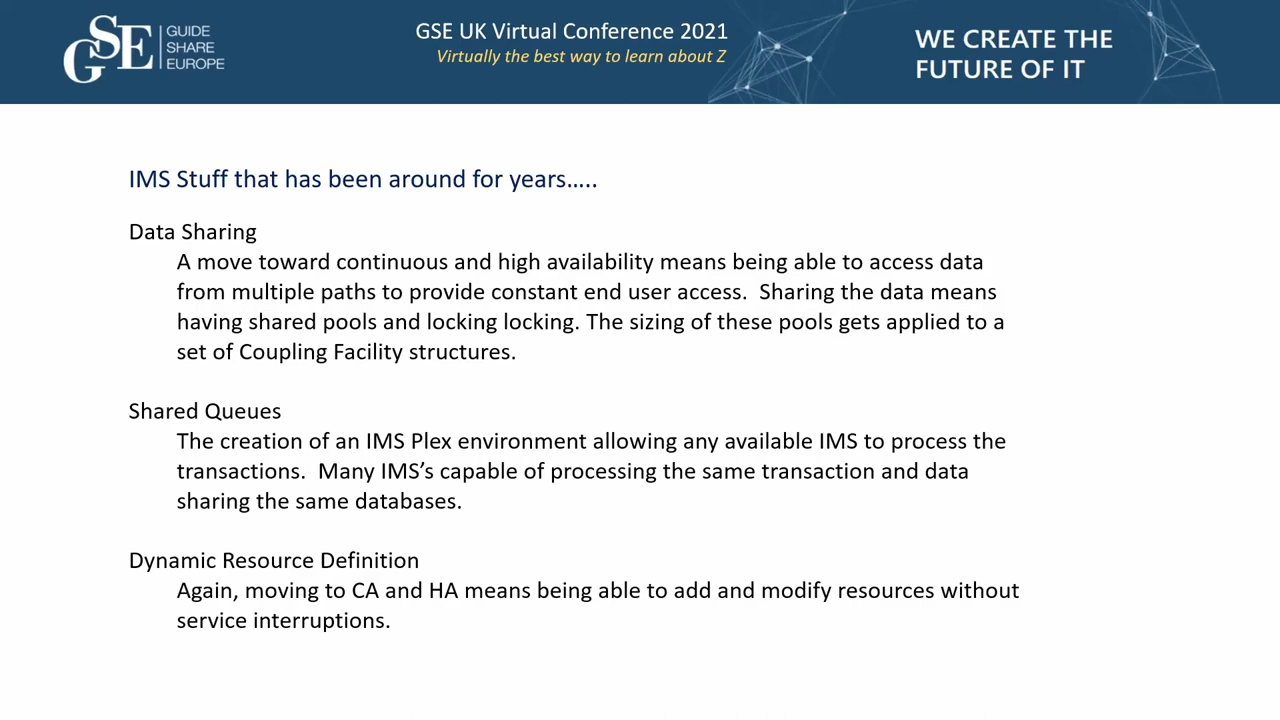 GSE
GUIDE
SHARE
EUROPE
GSE UK Virtual Conference 2021
Virtually the best way to learn about Z
WE CREATE THE
FUTURE OF IT
IMS Stuff that has been around for years…..
Data Sharing
A move toward continuous and high availability means being able to access data
from multiple paths to provide constant end user access.  Sharing the data means
having shared pools and locking locking. The sizing of these pools gets applied to a
set of Coupling Facility structures.
Shared Queues
The creation of an IMS Plex environment allowing any available IMS to process the
transactions.  Many IMS’s capable of processing the same transaction and data
sharing the same databases.
Dynamic Resource Definition
Again, moving to CA and HA means being able to add and modify resources without
service interruptions.